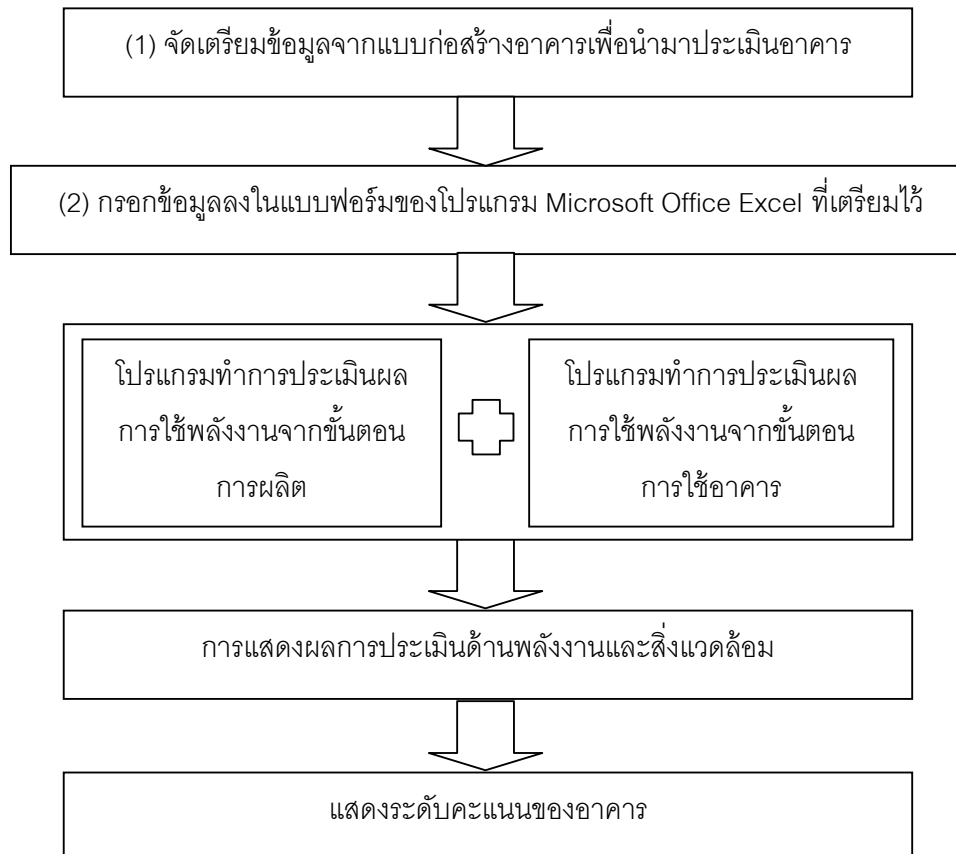 (1) จัดเตรียมข้อมูลจากแบบก่อสร้างอาคารเพื่อนำมาประเมินอาคาร
(2) กรอกข้อมูลลงในแบบฟอร์มของโปรแกรม Microsoft Office Excel ที่เตรียมไว้
โปรแกรมทำการประเมินผล
การใช้พลังงานจากขั้นตอน
การผลิต
โปรแกรมทำการประเมินผล
การใช้พลังงานจากขั้นตอน
การใช้อาคาร
การแสดงผลการประเมินด้านพลังงานและสิ่งแวดล้อม
แสดงระดับคะแนนของอาคาร